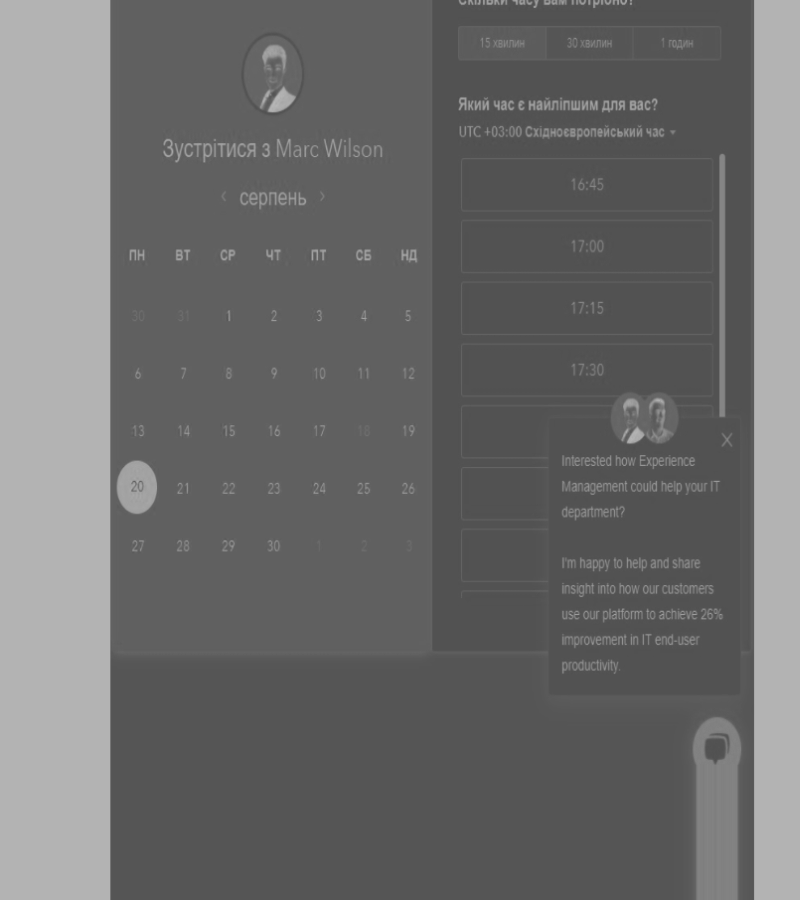 Скільки часу вам потрібно?
15 хвилин 30 хвилин 1 годин
Зустрітися з Marc Wilson
серпень
ПН ВТ СР ЧТ ПТ СБ НД
30 31 1 2 3 4 5
6 7 8 9 10 11 12
13 14 15 16 17 18 19
20 21 22 23 24 25 26
27 28 29 30 1 2 3
Який час є найліпшим для вас?
UTC +03:00 Східноєвропейський час
16:45
17:00
17:15
17:30
X
Interested how Experience
Management could help your IT
department?
I'm happy to help and share
insight into how our customers
use our platform to achieve 26%
improvement in IT end-user
productivity.